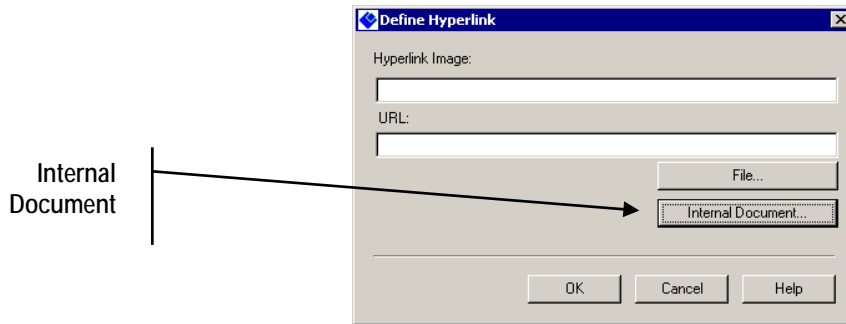 Define Hyperlink
Hyperlink Image:
URL:
File...
Internal
Document
Internal Document...
OK Cancel Help